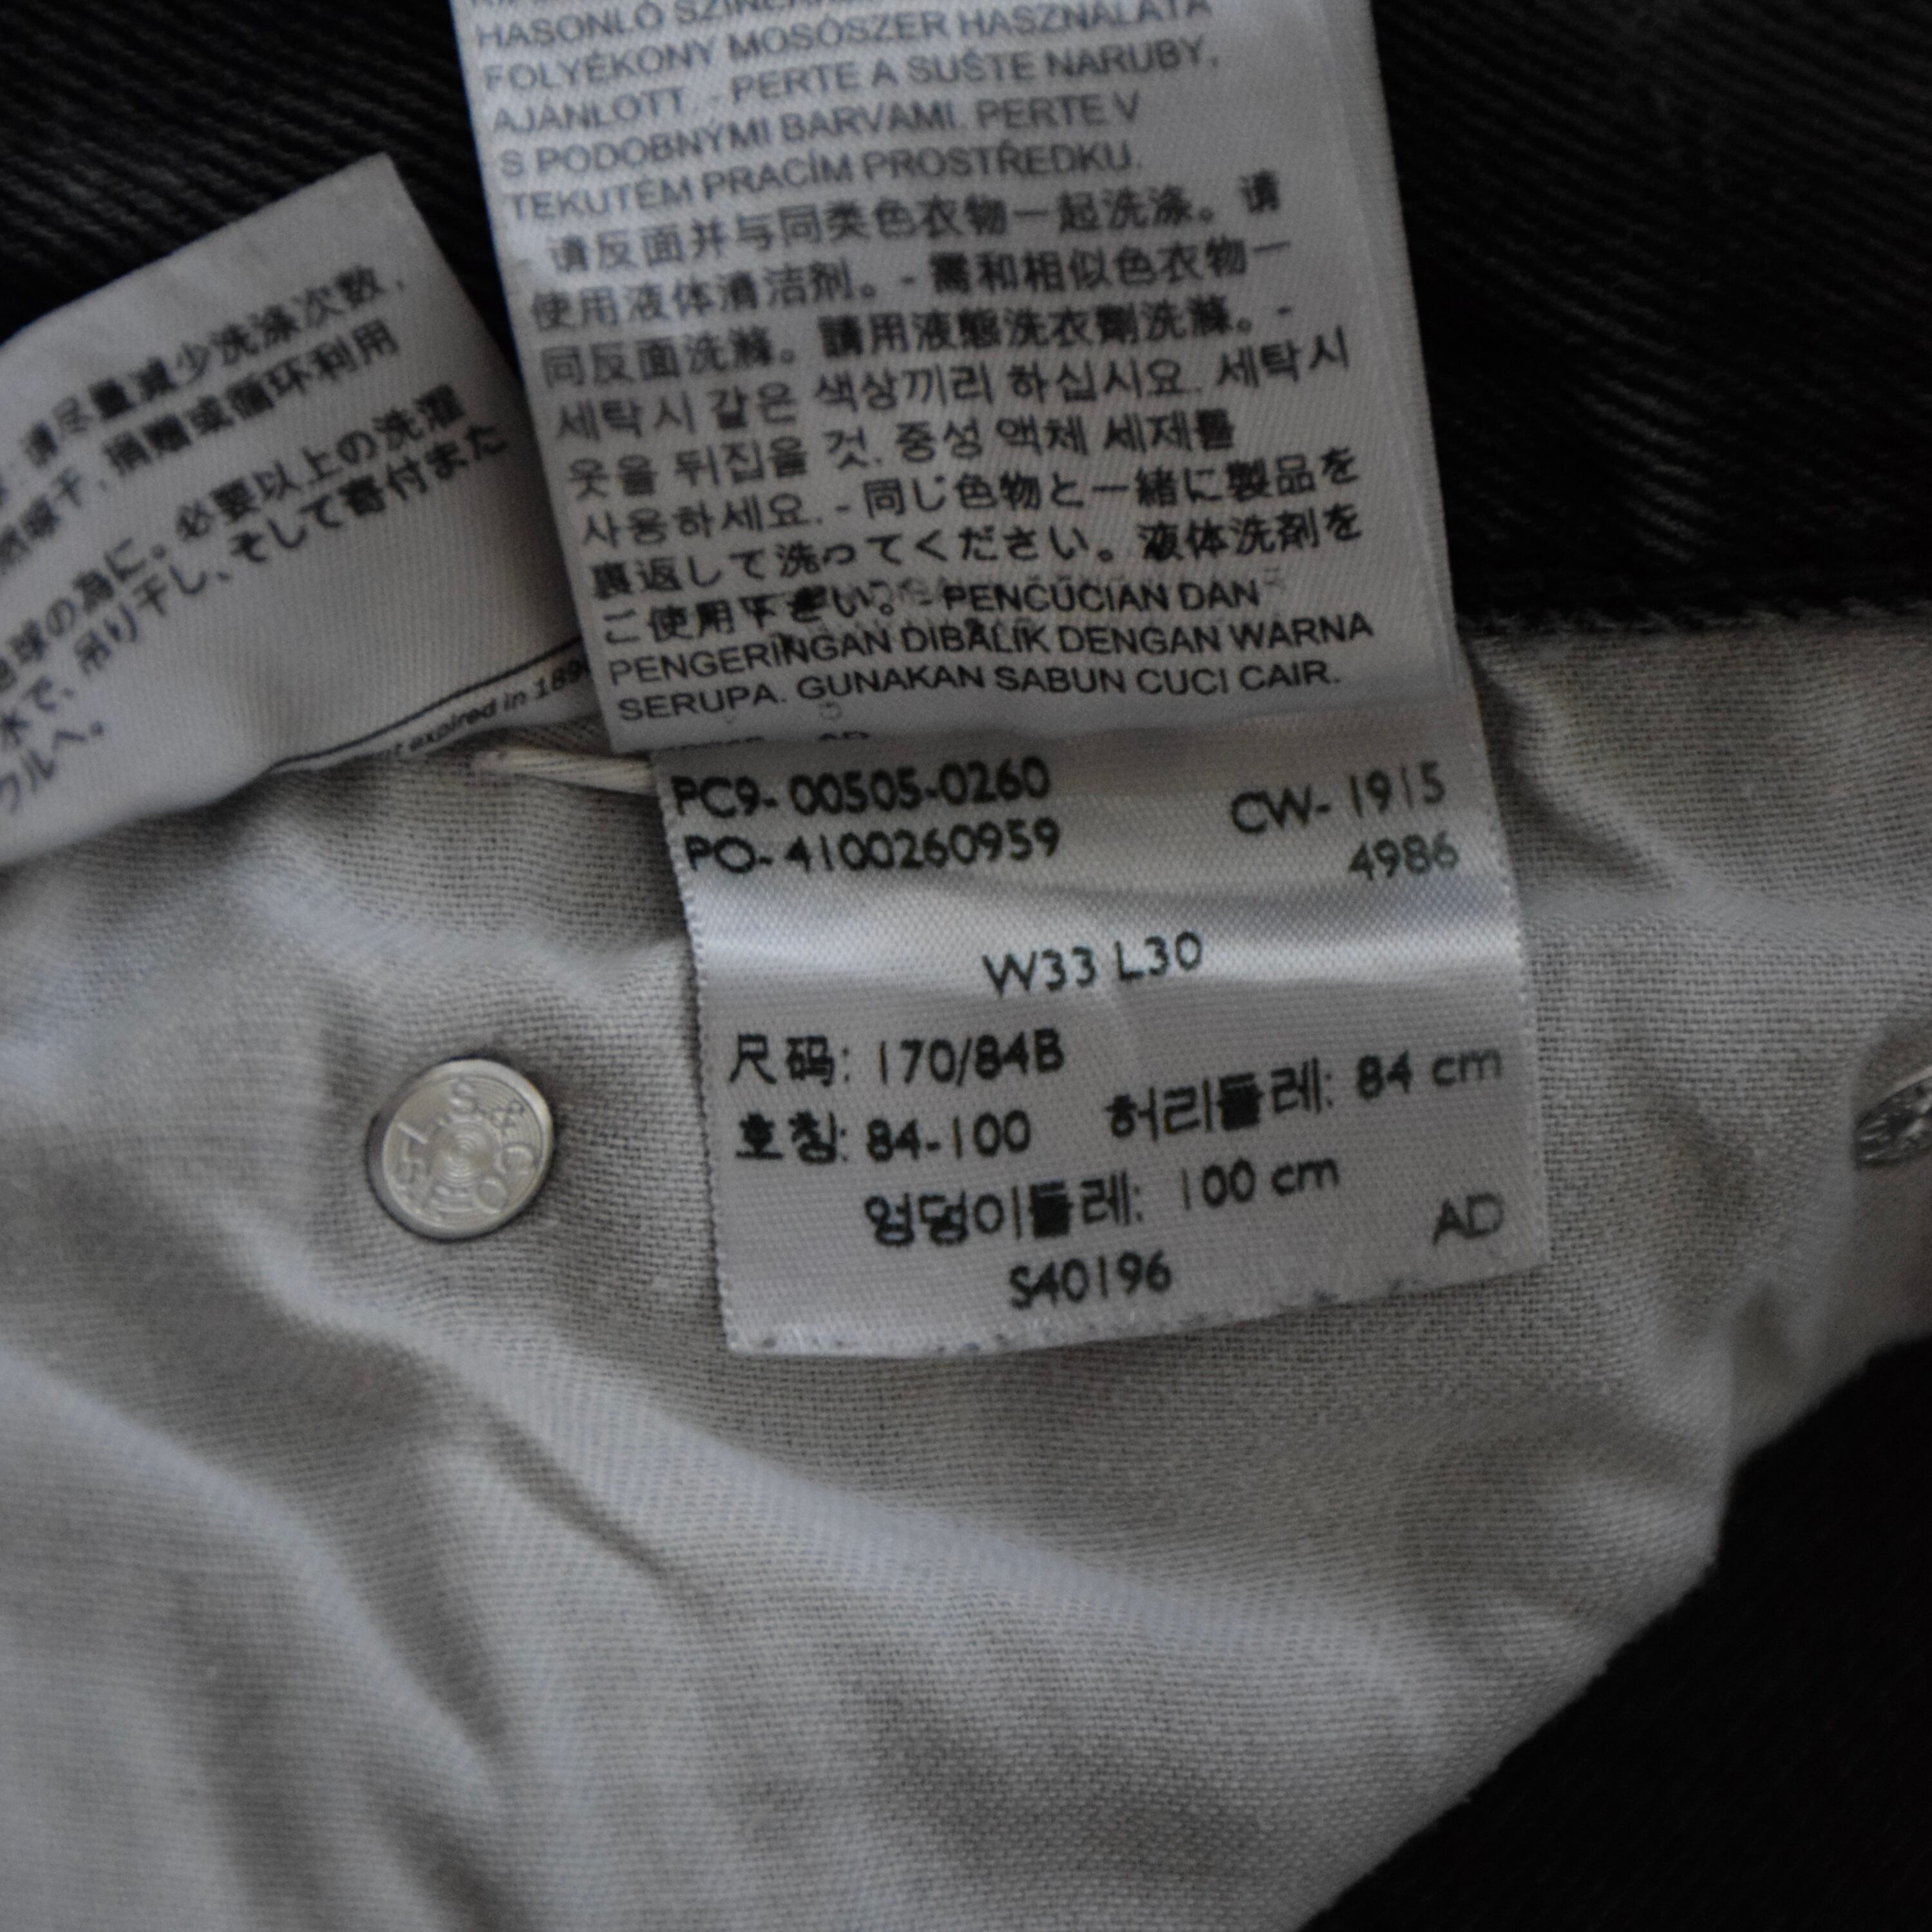 HASONLÓ
FOLYÉKONY MOSÓSZER HASZNÁLATA
AJÁNLOTT. - PERTE A SUŠTE NARUBY,
S PODOBNÝMI BARVAMI. PERTE V
TEKUTÉM PRACÍM PROSTŘEDKU.
- 请反面并与同类色衣物一起洗涤。请
使用液体清洁剂。- 需和相似色衣物一
同反面洗滌。請用液態洗衣劑洗滌。-
세탁시 같은 색상끼리 하십시요. 세탁시
옷을 뒤집을 것. 중성 액체 세제를
사용하세요. - 同じ色物と一緒に製品を
裏返して洗ってください。液体洗剤を
ご使用下さい。 - PENCUCIAN DAN
PENGERINGAN DIBALIK DENGAN WARNA
SERUPA. GUNAKAN SABUN CUCI CAIR.
: 请尽量减少洗涤次数,
晾干, 捐赠或循环利用
地球の為に。必要以上の洗濯
水で、吊り干し、そして寄付また
クルへ。
expired in 189
PC9- 00505-0260
PO- 4100260959
CW- 1915
4986
W33 L30
尺码: 170/84B
호칭: 84-100 허리둘레: 84 cm
엉덩이둘레: 100 cm
AD
S40196
L.S.&CO